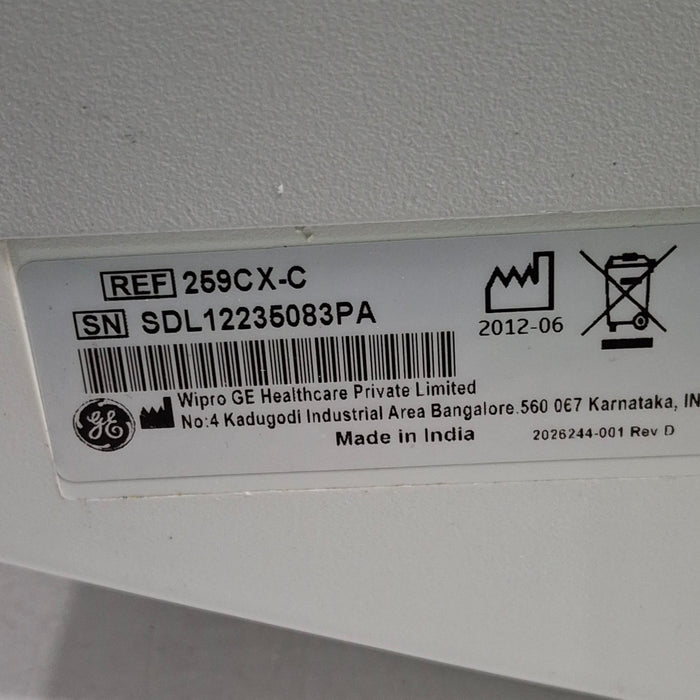 REF 259CX-C
SN SDL12235083PA
2012-06
GE
Wipro GE Healthcare Private Limited
No:4 Kadugodi Industrial Area Bangalore.560 067 Karnataka, IN
Made in India
2026244-001 Rev D